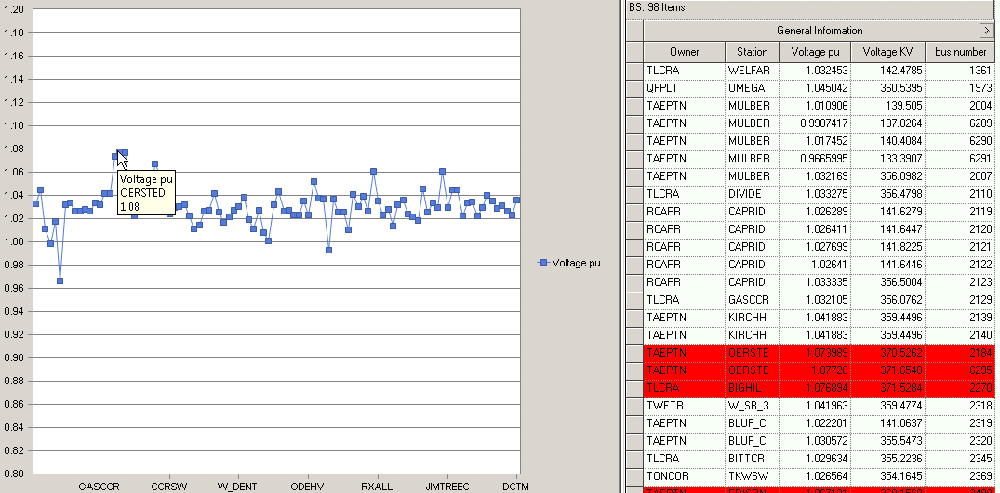 1.20
1.18
1.16
1.14
1.12
1.10
1.08
1.06
1.04
1.02
1.00
0.98
0.96
0.94
0.92
0.90
0.88
0.86
0.84
0.82
0.80
Voltage pu
OERSTED
1.08
GASCCR CCRSW W_DENT ODEHV RXALL JIMTREEC DCTM
Voltage pu
BS: 98 Items
General Information >
Owner Station Voltage pu Voltage KV bus number
TLCRA WELFAR 1.032453 142.4785 1361
QFPLT OMEGA 1.045042 360.5395 1973
TAEPTN MULBER 1.010906 139.505 2004
TAEPTN MULBER 0.9987417 137.8264 6289
TAEPTN MULBER 1.017452 140.4084 6290
TAEPTN MULBER 0.9665995 133.3907 6291
TAEPTN MULBER 1.032169 356.0982 2007
TLCRA DIVIDE 1.033275 356.4798 2110
RCAPR CAPRID 1.026289 141.6279 2119
RCAPR CAPRID 1.026411 141.6447 2120
RCAPR CAPRID 1.027699 141.8225 2121
RCAPR CAPRID 1.02641 141.6446 2122
RCAPR CAPRID 1.033335 356.5004 2123
TLCRA GASCCR 1.032105 356.0762 2129
TAEPTN KIRCHH 1.041883 359.4496 2139
TAEPTN KIRCHH 1.041883 359.4496 2140
TAEPTN OERSTE 1.073989 370.5262 2184
TAEPTN OERSTE 1.07726 371.6548 6295
TLCRA BIGHIL 1.076894 371.5284 2270
TWETR W_SB_3 1.041963 359.4774 2318
TAEPTN BLUF_C 1.022201 141.0637 2319
TAEPTN BLUF_C 1.030572 355.5473 2320
TLCRA BITTCR 1.029634 355.2236 2345
TONCOR TKWSW 1.026564 354.1645 2369